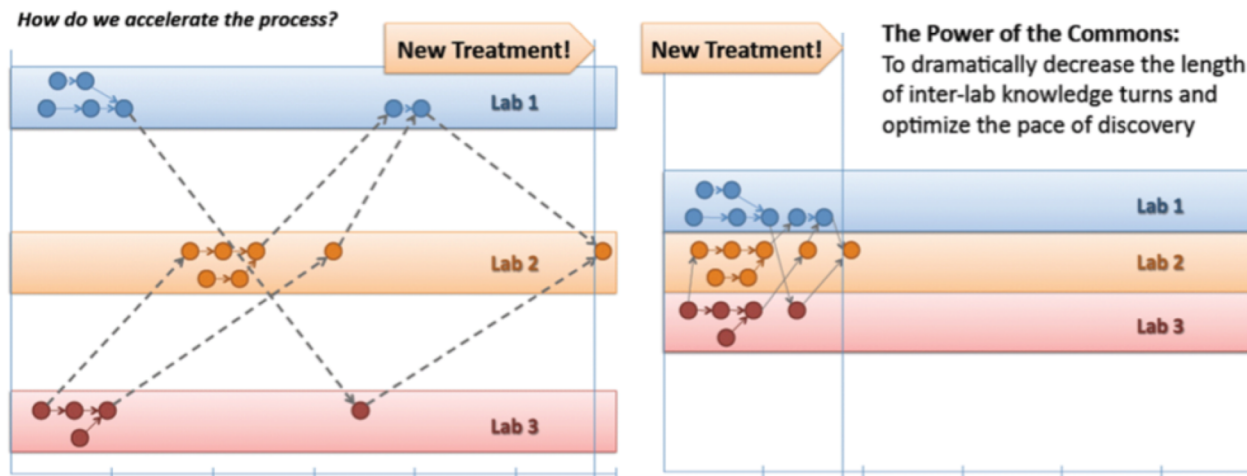 How do we accelerate the process?
New Treatment!
Lab 1
Lab 2
Lab 3
New Treatment!
The Power of the Commons:
To dramatically decrease the length
of inter-lab knowledge turns and
optimize the pace of discovery
Lab 1
Lab 2
Lab 3